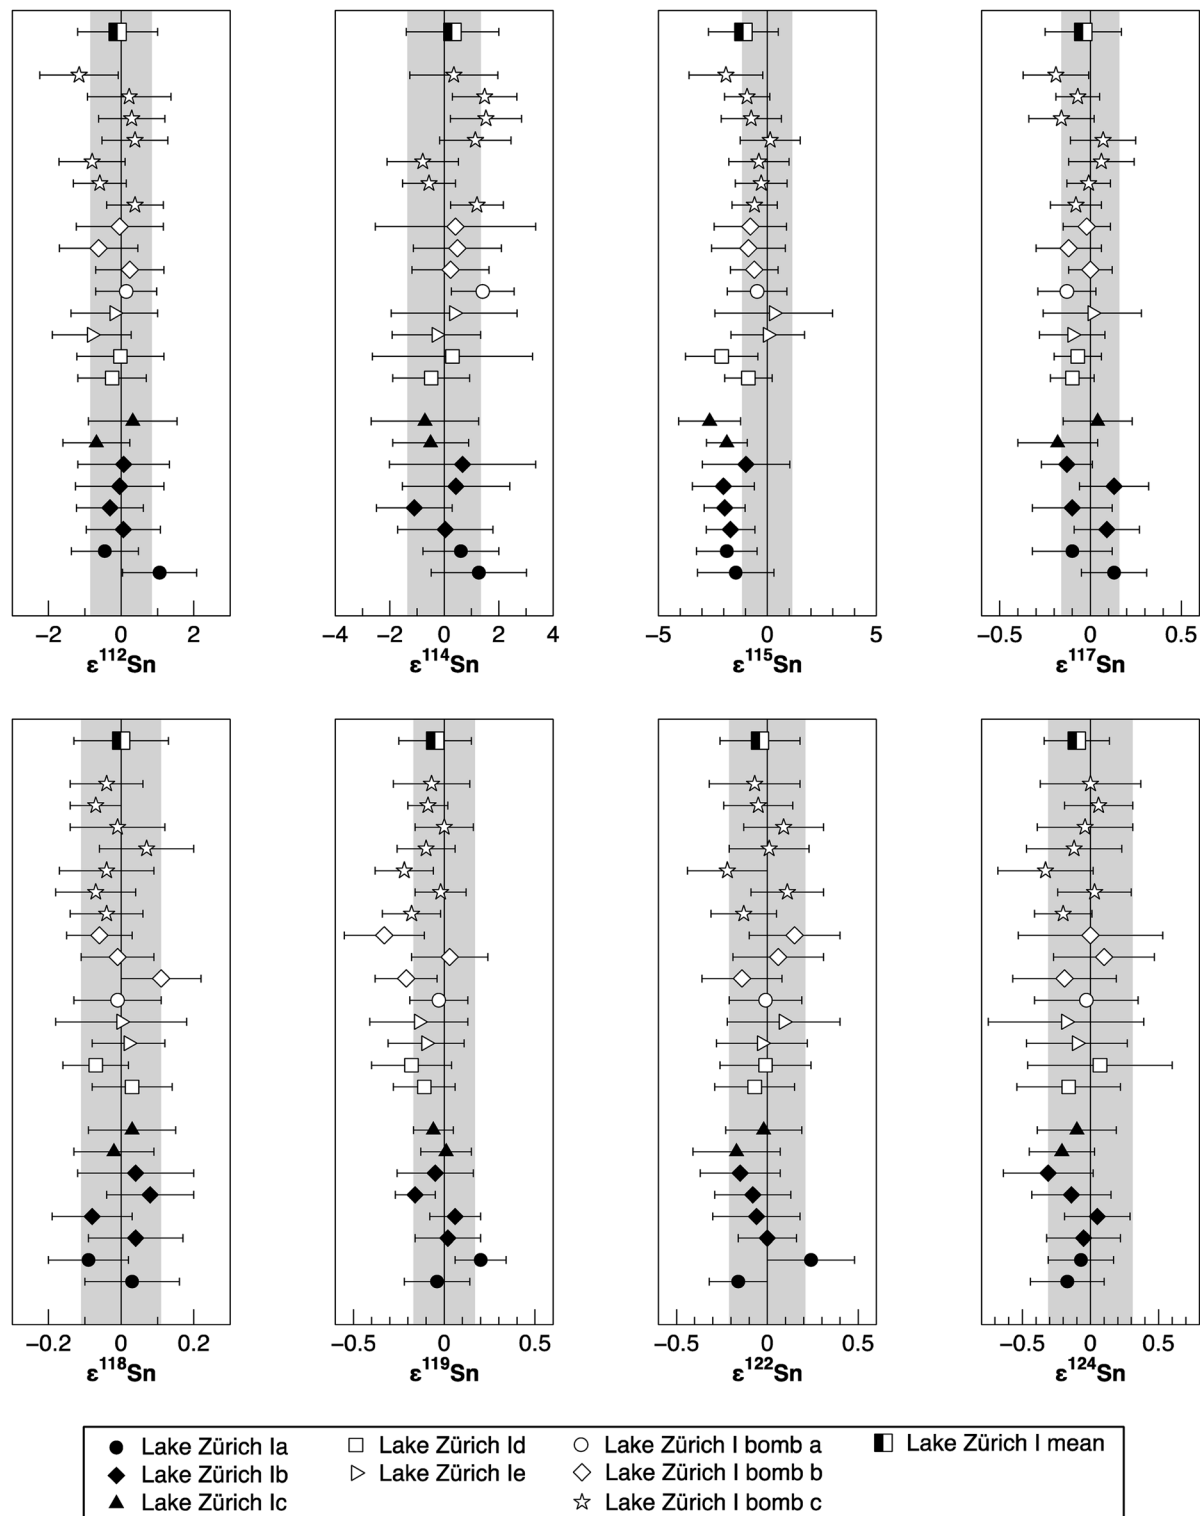 −2 0 2
ε¹¹²Sn
−4 −2 0 2 4
ε¹¹⁴Sn
−5 0 5
ε¹¹⁵Sn
−0.5 0 0.5
ε¹¹⁷Sn
−0.2 0 0.2
ε¹¹⁸Sn
−0.5 0 0.5
ε¹¹⁹Sn
−0.5 0 0.5
ε¹²²Sn
−0.5 0 0.5
ε¹²⁴Sn
Lake Zürich Ia
Lake Zürich Ib
Lake Zürich Ic
Lake Zürich Id
Lake Zürich Ie
Lake Zürich I bomb a
Lake Zürich I bomb b
Lake Zürich I bomb c
Lake Zürich I mean